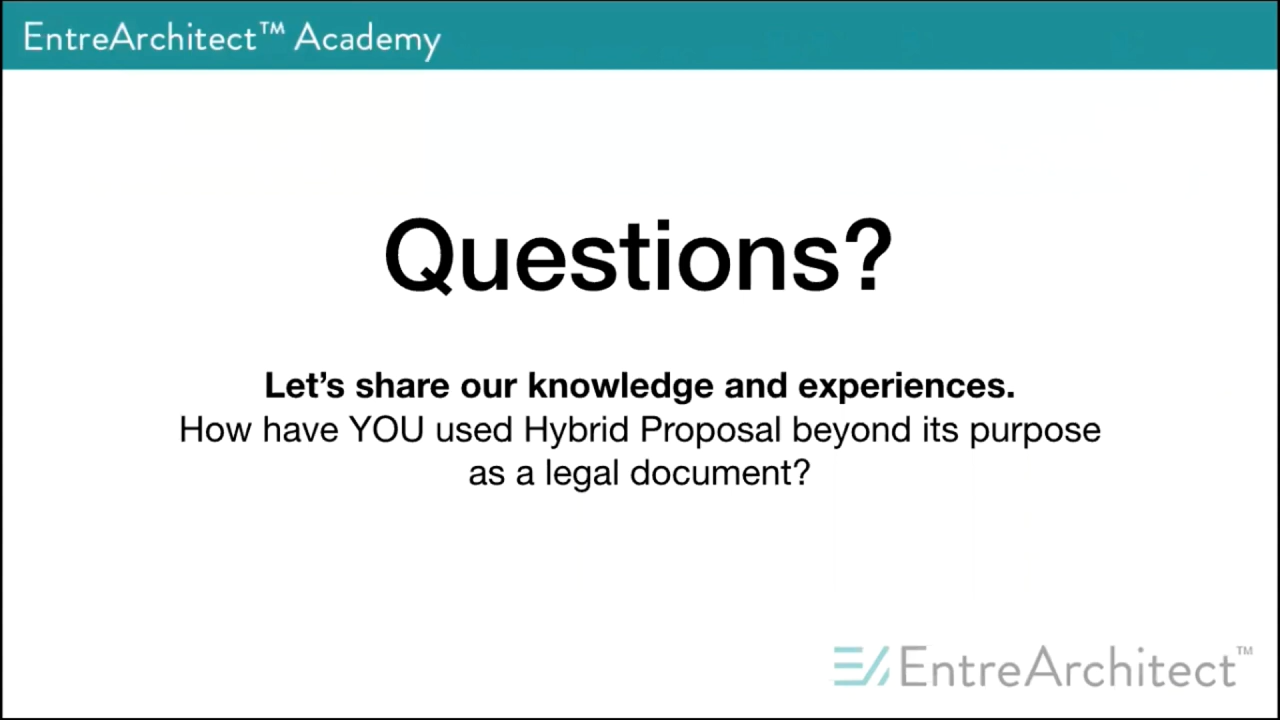 EntreArchitect™ Academy
Questions?
Let’s share our knowledge and experiences.
How have YOU used Hybrid Proposal beyond its purpose
as a legal document?
EntreArchitect™